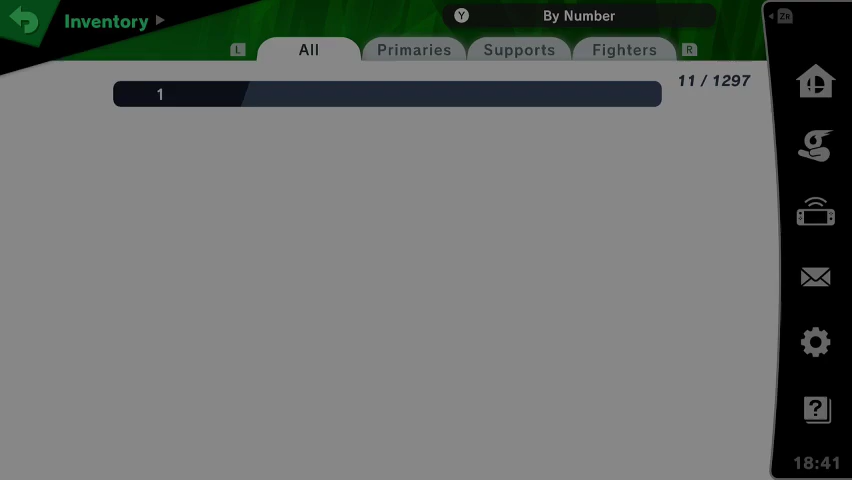 Inventory
Y By Number
ZR
L All Primaries Supports Fighters R
1
11 / 1297
?
18:41